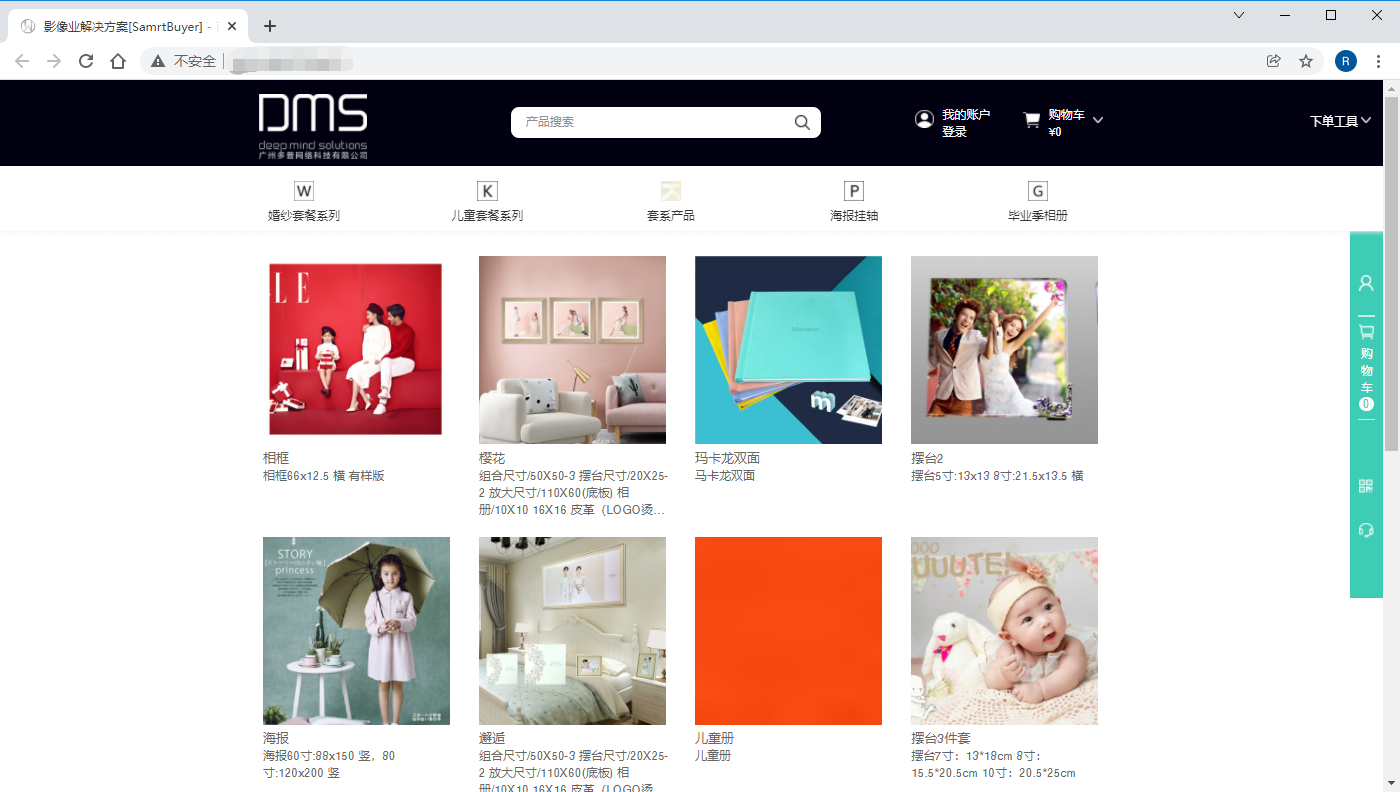 影像业解决方案[SamrtBuyer] -
不安全
R
DMS
deep mind solutions
广州多普网络科技有限公司
产品搜索
我的账户
登录
购物车
¥0
下单工具
W
K
P
G
婚纱套餐系列
儿童套餐系列
套系产品
海报挂轴
毕业季相册
购
物
车
0
LE
相框
相框66x12.5 横 有样版
樱花
组合尺寸/50X50-3 摆台尺寸/20X25-
2 放大尺寸/110X60(底板) 相
册/10X10 16X16 皮革（LOGO烫...
玛卡龙双面
马卡龙双面
摆台2
摆台5寸:13x13 8寸:21.5x13.5 横
STORY
princess
海报
海报60寸:88x150 竖，80
寸:120x200 竖
邂逅
组合尺寸/50X50-3 摆台尺寸/20X25-
2 放大尺寸/110X60(底板) 相
册/10X10 16X16 皮革（LOGO烫
儿童册
儿童册
UUUTE!
摆台3件套
摆台7寸：13*18cm 8寸：
15.5*20.5cm 10寸：20.5*25cm